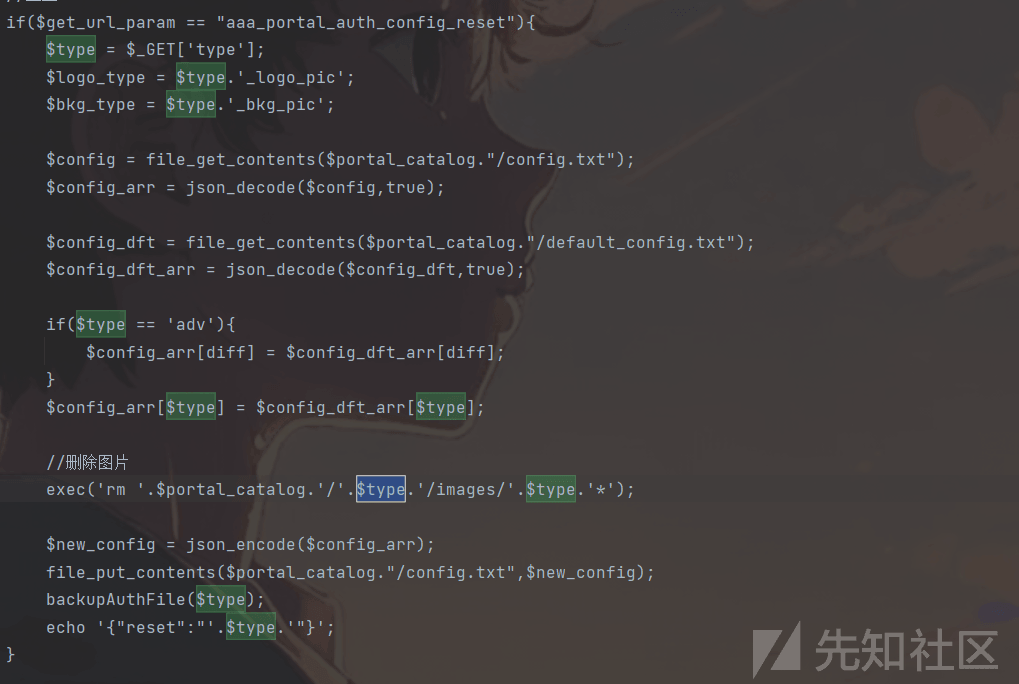 if($get_url_param == "aaa_portal_auth_config_reset"){
$type = $_GET['type'];
$logo_type = $type.'_logo_pic';
$bkg_type = $type.'_bkg_pic';
$config = file_get_contents($portal_catalog."/config.txt");
$config_arr = json_decode($config,true);
$config_dft = file_get_contents($portal_catalog."/default_config.txt");
$config_dft_arr = json_decode($config_dft,true);
if($type == 'adv'){
$config_arr[diff] = $config_dft_arr[diff];
}
$config_arr[$type] = $config_dft_arr[$type];
//删除图片
exec('rm '.$portal_catalog.'/'.$type.'/images/'.$type.'*');
$new_config = json_encode($config_arr);
file_put_contents($portal_catalog."/config.txt",$new_config);
backupAuthFile($type);
echo '{"reset":"'.$type.'"}';
}
先知社区